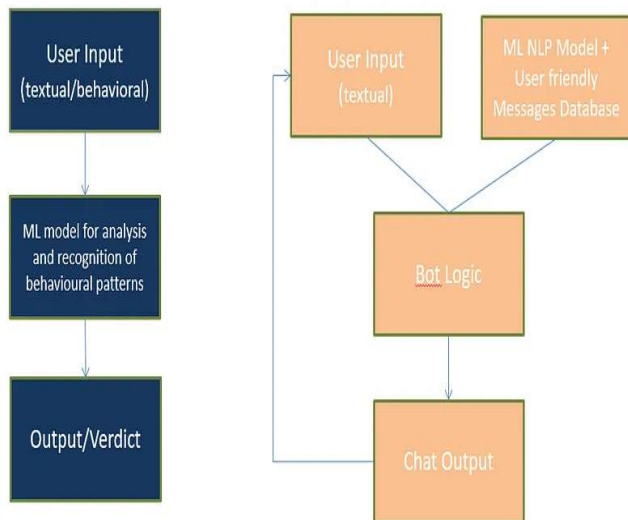 User Input
(textual/behavioral)
ML model for analysis
and recognition of
behavioural patterns
Output/Verdict
User Input
(textual)
ML NLP Model +
User friendly
Messages Database
Bot Logic
Chat Output